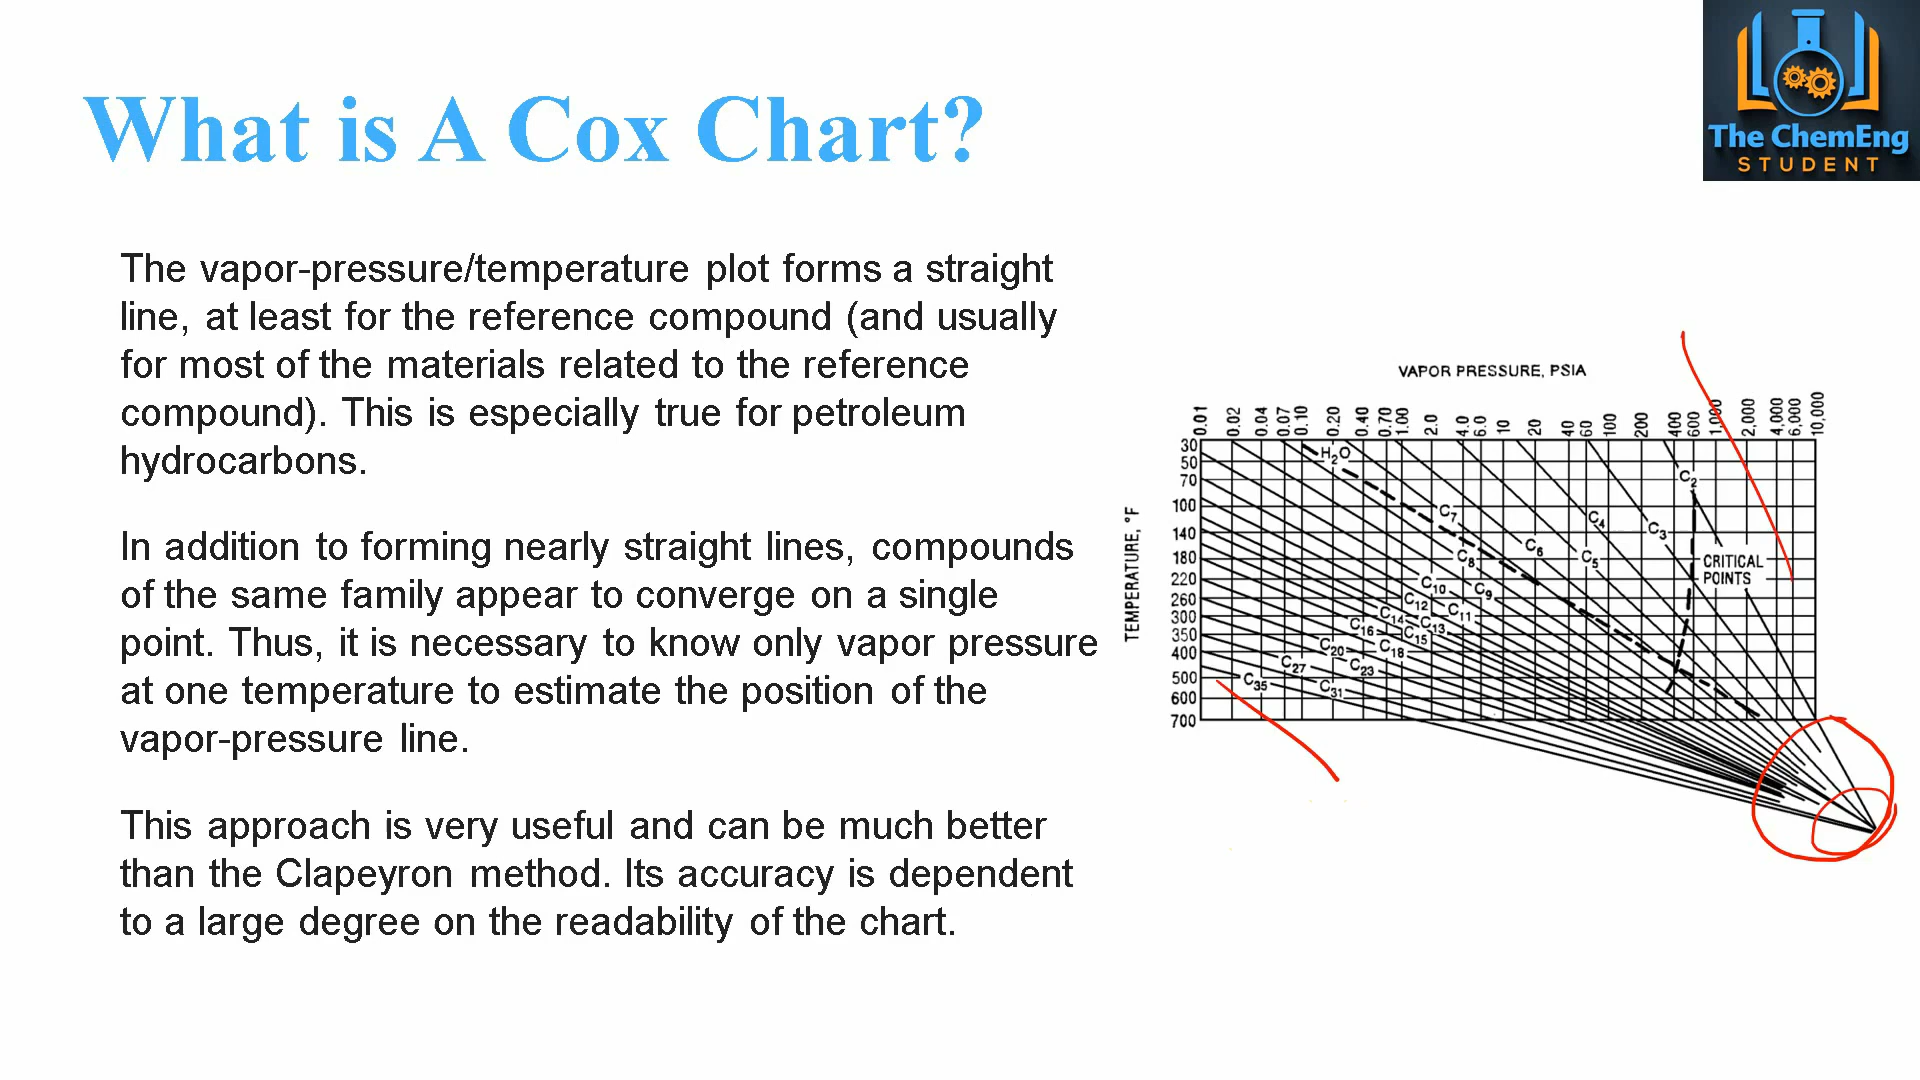 What is A Cox Chart?
The ChemEng
STUDENT
The vapor-pressure/temperature plot forms a straight
line, at least for the reference compound (and usually
for most of the materials related to the reference
compound). This is especially true for petroleum
hydrocarbons.
In addition to forming nearly straight lines, compounds
of the same family appear to converge on a single
point. Thus, it is necessary to know only vapor pressure
at one temperature to estimate the position of the
vapor-pressure line.
This approach is very useful and can be much better
than the Clapeyron method. Its accuracy is dependent
to a large degree on the readability of the chart.
VAPOR PRESSURE, PSIA
0.01 0.02 0.04 0.07 0.10 0.20 0.40 0.70 1.00 2.0 4.0 6.0 10 20 40 60 100 200 400 600 1,000 2,000 4,000 6,000 10,000
TEMPERATURE, °F
30
50
70
100
140
180
220
260
300
350
400
500
600
700
H₂O
C₂
C₃
C₄
C₅
C₆
C₇
C₈
C₉
C₁₀
C₁₁
C₁₂
C₁₃
C₁₄
C₁₅
C₁₆
C₁₈
C₂₀
C₂₃
C₂₇
C₃₁
C₃₅
CRITICAL
POINTS